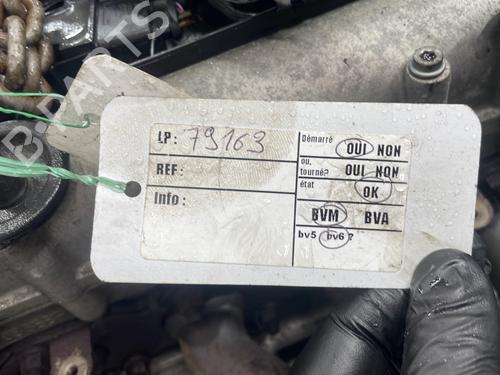 B-PARTS
LP: 79163
REF:
Info:
Démarré OUI NON
ou, tourné? OUI NON
état OK
BVM BVA
bv5 bv6 ?